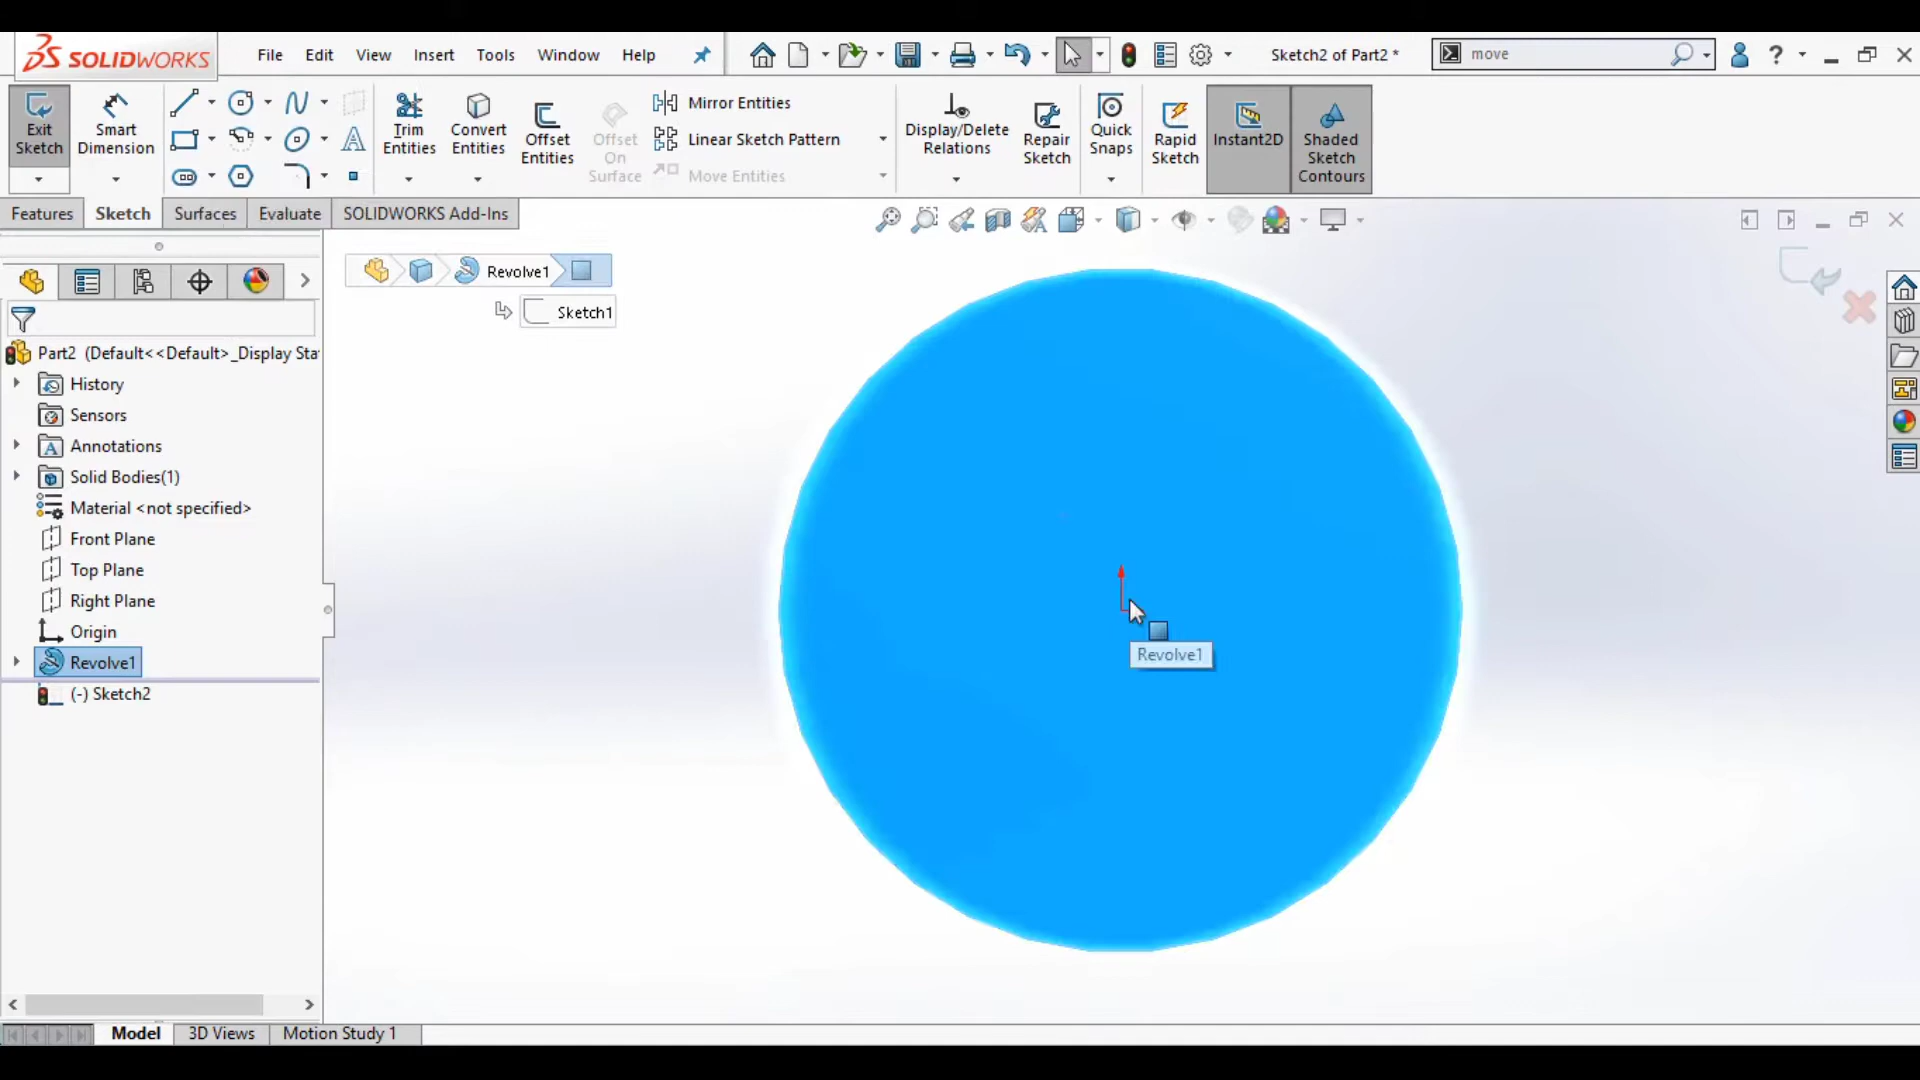 SOLIDWORKS File Edit View Insert Tools Window Help Sketch2 of Part2 * move ?
Exit Sketch
Smart Dimension
Trim Entities
Convert Entities
Offset Entities
Offset On Surface
Mirror Entities
Linear Sketch Pattern
Move Entities
Display/Delete Relations
Repair Sketch
Quick Snaps
Rapid Sketch
Instant2D
Shaded Sketch Contours
Features Sketch Surfaces Evaluate SOLIDWORKS Add-Ins
Revolve1
Sketch1
Part2 (Default<<Default>_Display Sta
History
Sensors
Annotations
Solid Bodies(1)
Material <not specified>
Front Plane
Top Plane
Right Plane
Origin
Revolve1
(-) Sketch2
Revolve1
Model 3D Views Motion Study 1